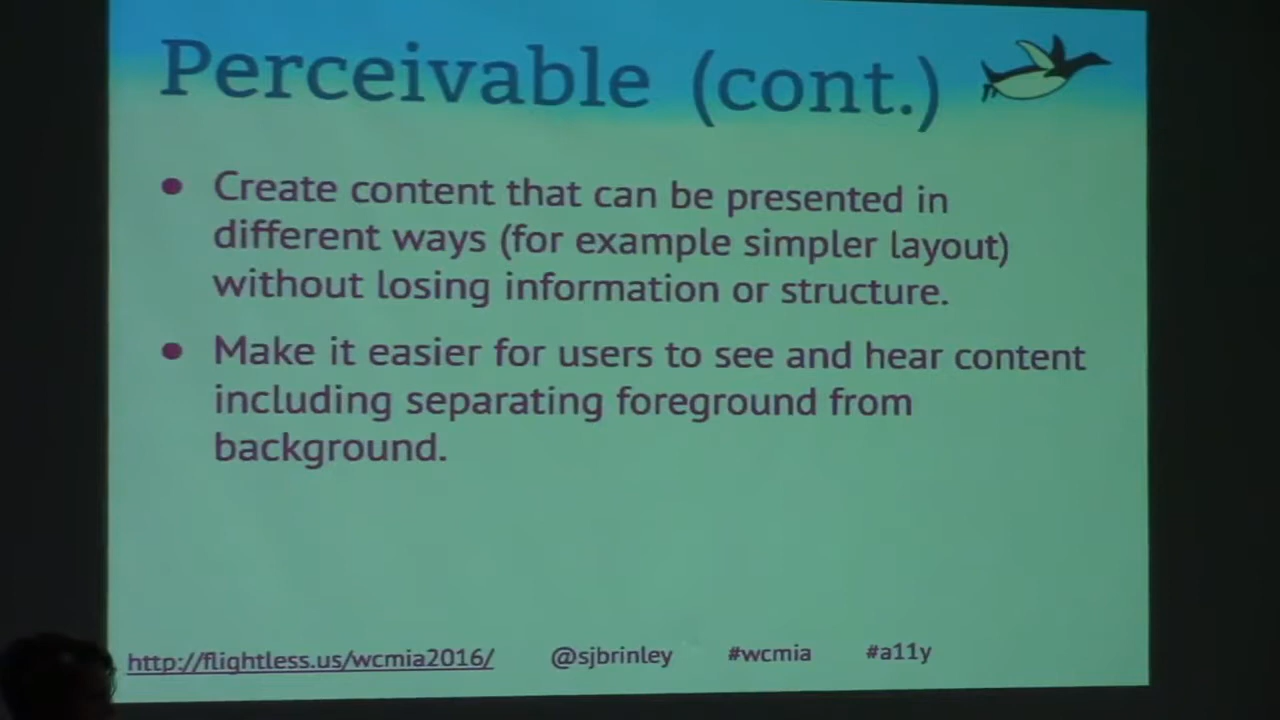 Perceivable (cont.)
● Create content that can be presented in
different ways (for example simpler layout)
without losing information or structure.
● Make it easier for users to see and hear content
including separating foreground from
background.
http://flightless.us/wcmia2016/ @sjbrinley #wcmia #a11y